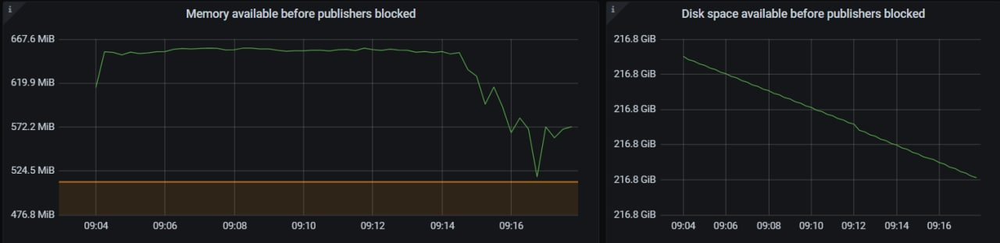 i
Memory available before publishers blocked
667.6 MiB
619.9 MiB
572.2 MiB
524.5 MiB
476.8 MiB
09:04 09:06 09:08 09:10 09:12 09:14 09:16
i
Disk space available before publishers blocked
216.8 GiB
216.8 GiB
216.8 GiB
216.8 GiB
216.8 GiB
216.8 GiB
09:04 09:06 09:08 09:10 09:12 09:14 09:16